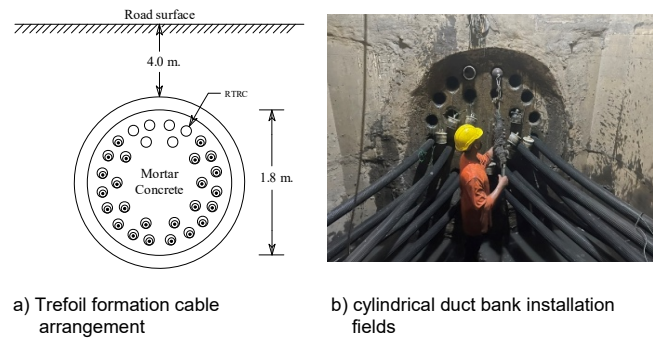 Road surface
4.0 m.
RTRC
Mortar
Concrete
1.8 m.
a) Trefoil formation cable
arrangement
b) cylindrical duct bank installation
fields